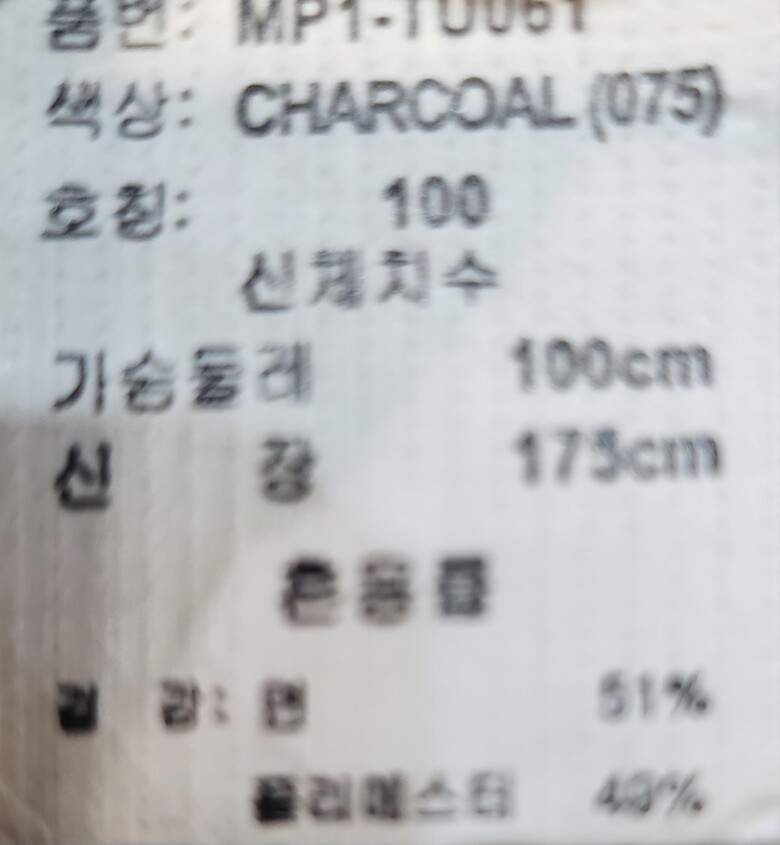 품번: MP1-TU061
색상: CHARCOAL (075)
호칭: 100
신체치수
가슴둘레 100cm
신 장 175cm
혼용률
겉 감: 면 51%
폴리에스터 49%